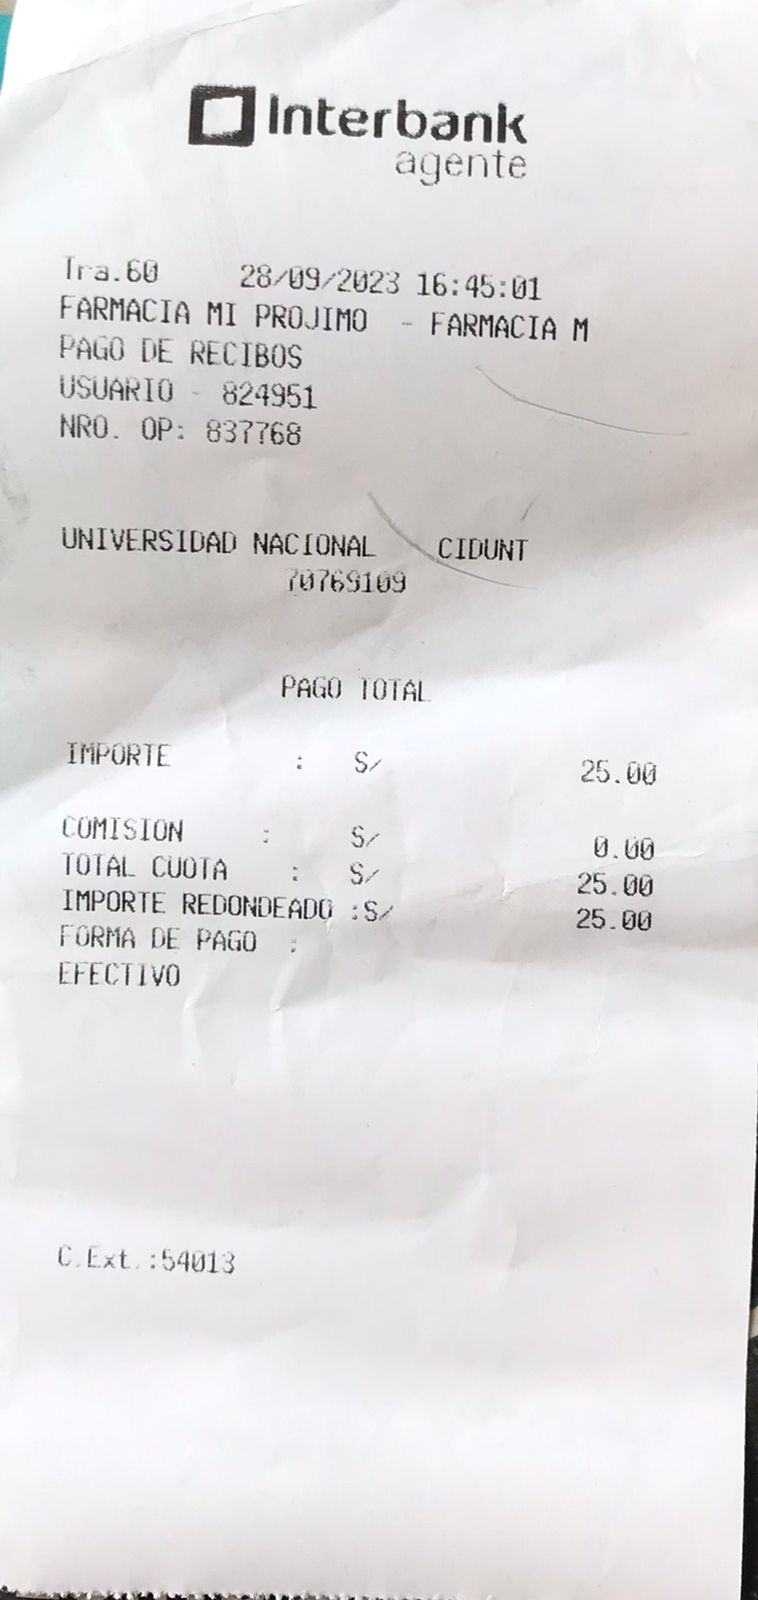 Interbank
agente
Tra.60 28/09/2023 16:45:01
FARMACIA MI PROJIMO - FARMACIA M
PAGO DE RECIBOS
USUARIO - 824951
NRO. OP: 837768
UNIVERSIDAD NACIONAL CIDUNT
70769109
PAGO TOTAL
IMPORTE : S/ 25.00
COMISION : S/ 0.00
TOTAL CUOTA : S/ 25.00
IMPORTE REDONDEADO :S/ 25.00
FORMA DE PAGO :
EFECTIVO
C.Ext.:54013